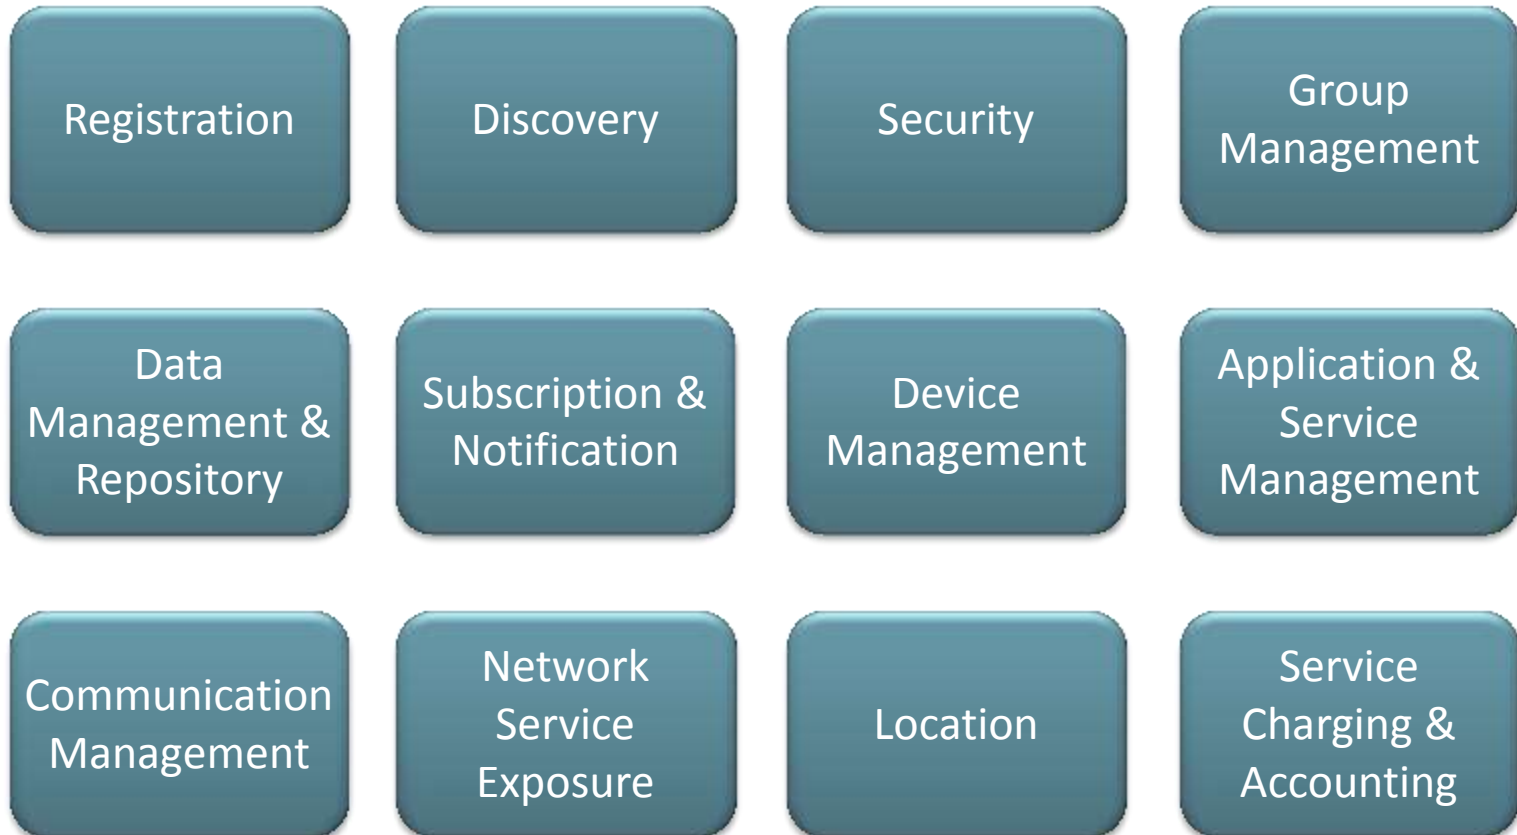 Registration
Discovery
Security
Group
Management
Data
Management &
Repository
Subscription &
Notification
Device
Management
Application &
Service
Management
Communication
Management
Network
Service
Exposure
Location
Service
Charging &
Accounting